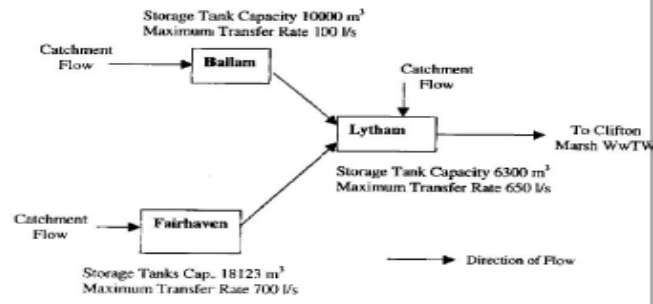 Storage Tank Capacity 10000 m³
Maximum Transfer Rate 100 l/s
Catchment
Flow
Ballam
Catchment
Flow
Lytham
To Clifton
Marsh WwTW
Storage Tank Capacity 6300 m³
Maximum Transfer Rate 650 l/s
Catchment
Flow
Fairhaven
Direction of Flow
Storage Tanks Cap.. 18123 m³
Maximum Transfer Rate 700 l/s